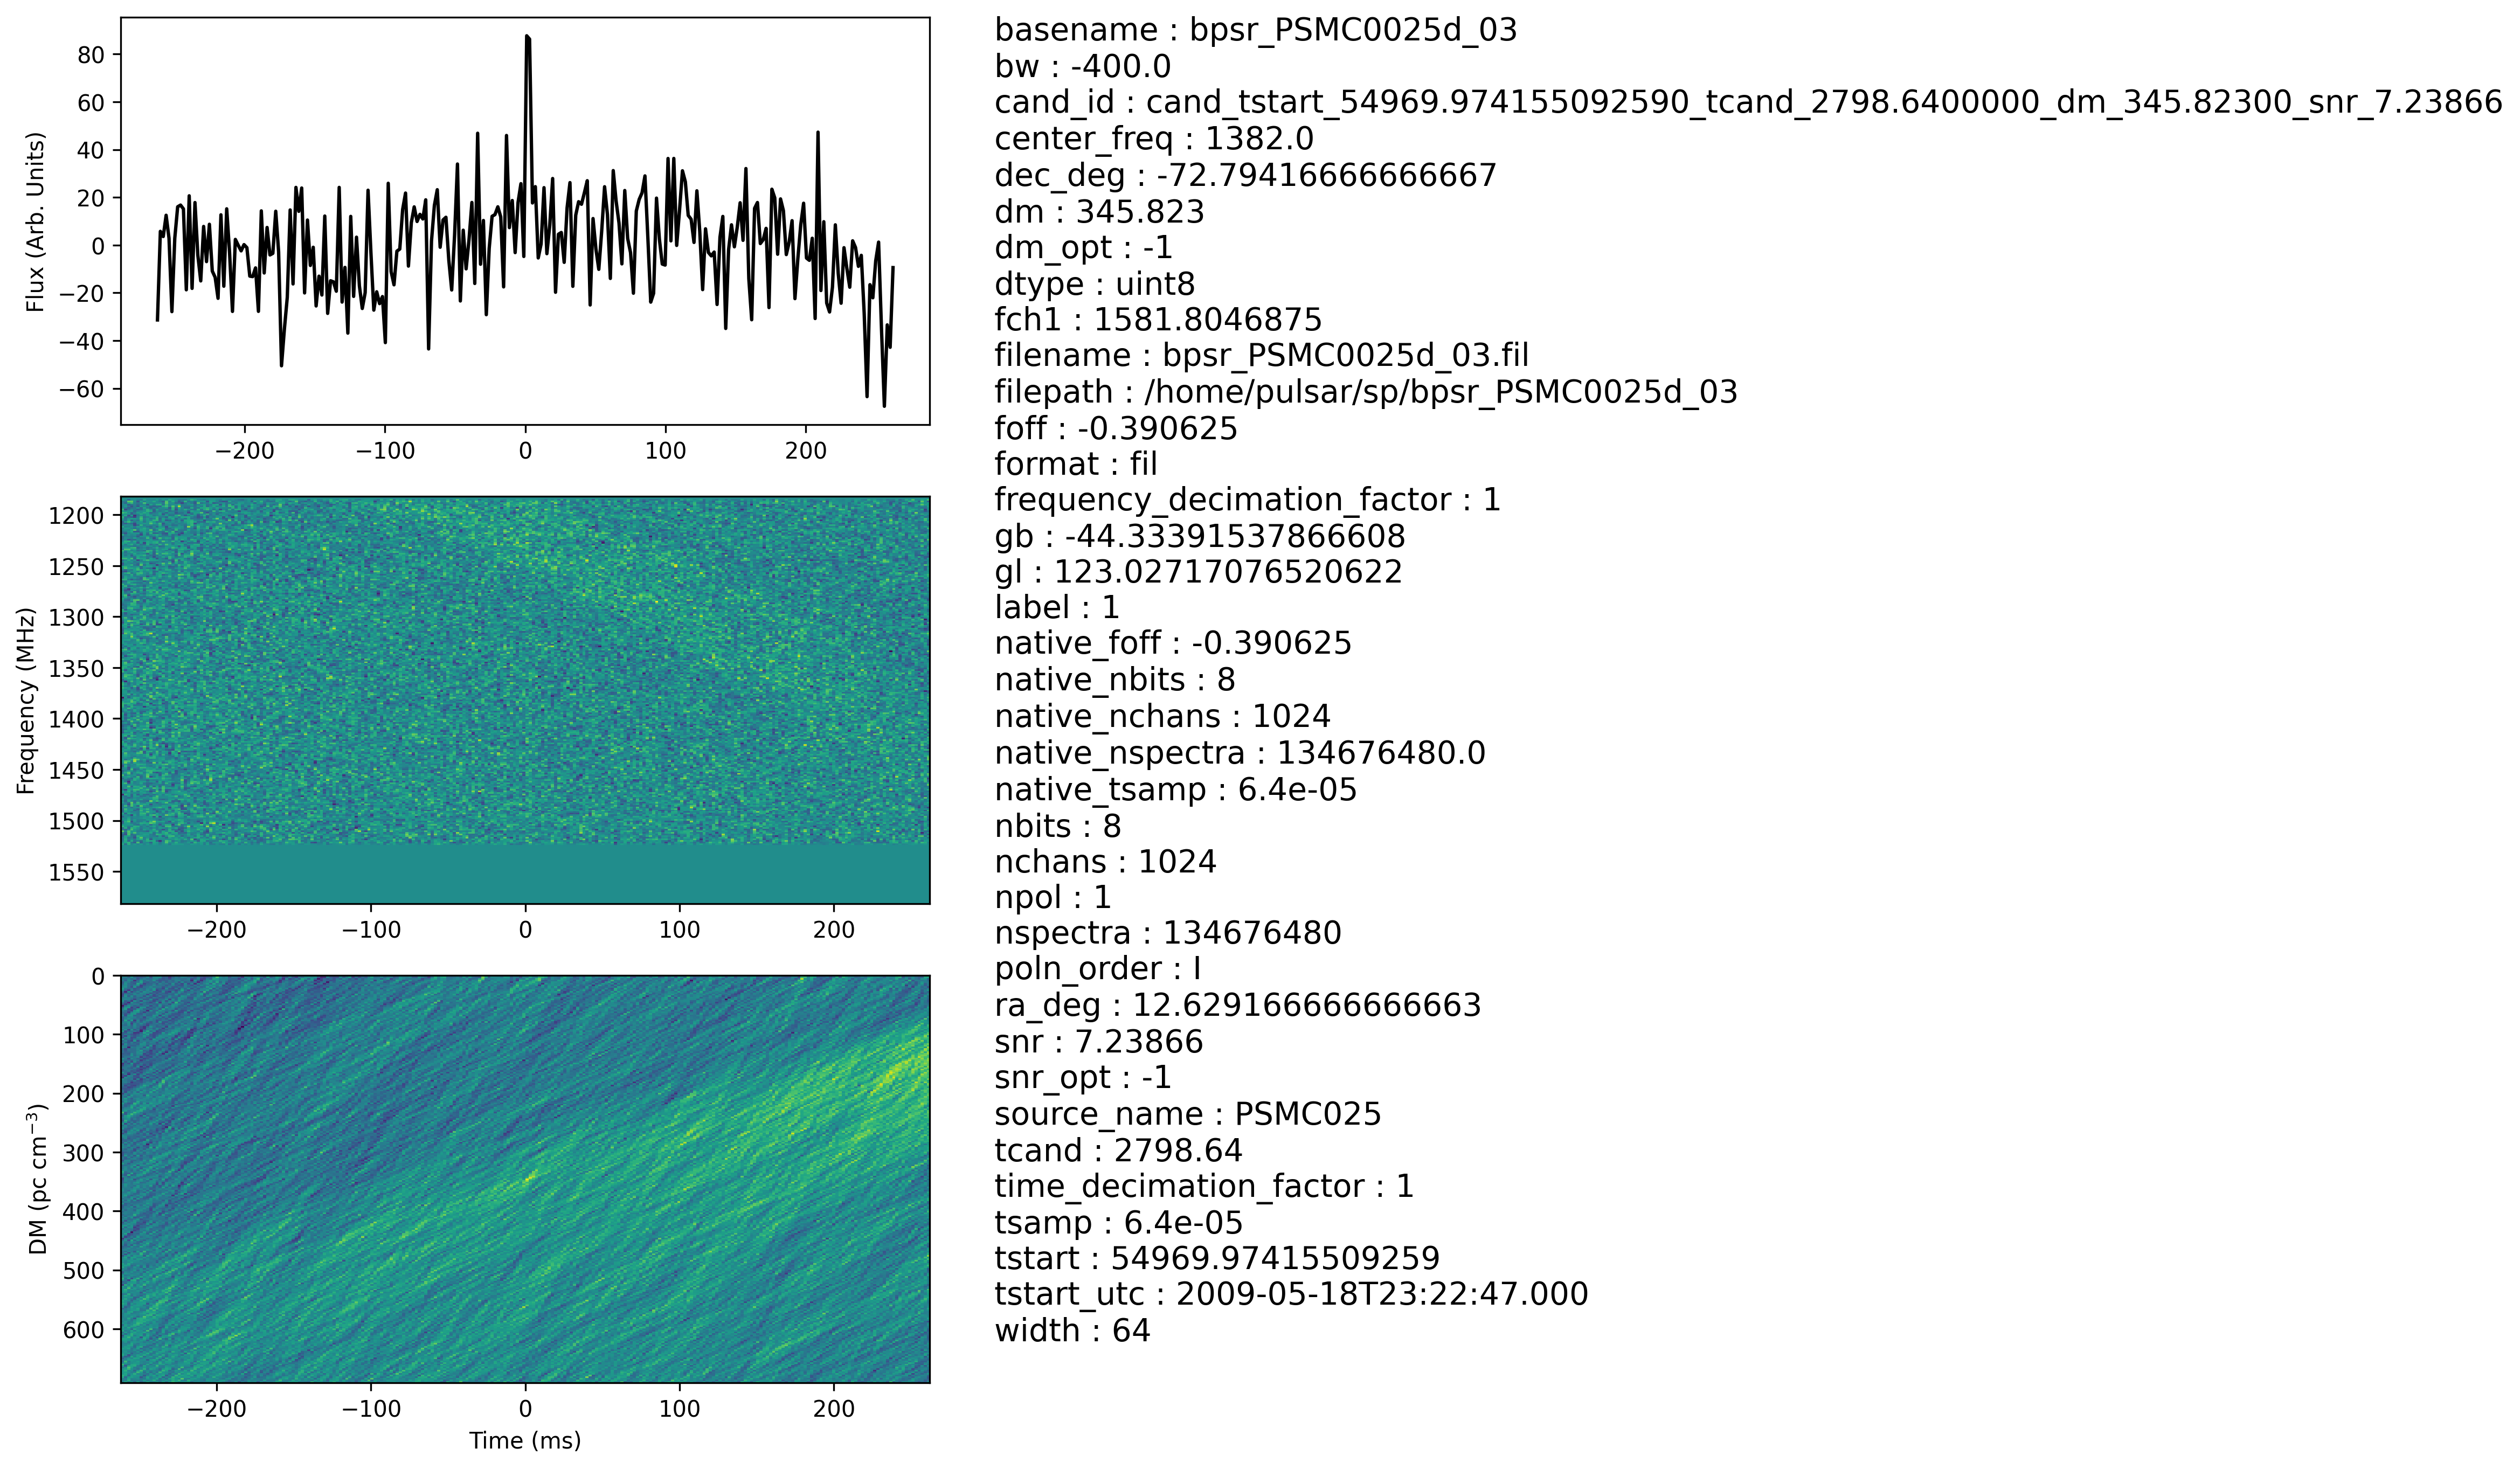 80
60
40
20
0
−20
−40
−60
Flux (Arb. Units)
−200 −100 0 100 200
1200
1250
1300
1350
1400
1450
1500
1550
Frequency (MHz)
−200 −100 0 100 200
0
100
200
300
400
500
600
DM (pc cm⁻³)
−200 −100 0 100 200
Time (ms)
basename : bpsr_PSMC0025d_03
bw : -400.0
cand_id : cand_tstart_54969.974155092590_tcand_2798.6400000_dm_345.82300_snr_7.23866
center_freq : 1382.0
dec_deg : -72.79416666666667
dm : 345.823
dm_opt : -1
dtype : uint8
fch1 : 1581.8046875
filename : bpsr_PSMC0025d_03.fil
filepath : /home/pulsar/sp/bpsr_PSMC0025d_03
foff : -0.390625
format : fil
frequency_decimation_factor : 1
gb : -44.33391537866608
gl : 123.02717076520622
label : 1
native_foff : -0.390625
native_nbits : 8
native_nchans : 1024
native_nspectra : 134676480.0
native_tsamp : 6.4e-05
nbits : 8
nchans : 1024
npol : 1
nspectra : 134676480
poln_order : I
ra_deg : 12.629166666666663
snr : 7.23866
snr_opt : -1
source_name : PSMC025
tcand : 2798.64
time_decimation_factor : 1
tsamp : 6.4e-05
tstart : 54969.97415509259
tstart_utc : 2009-05-18T23:22:47.000
width : 64